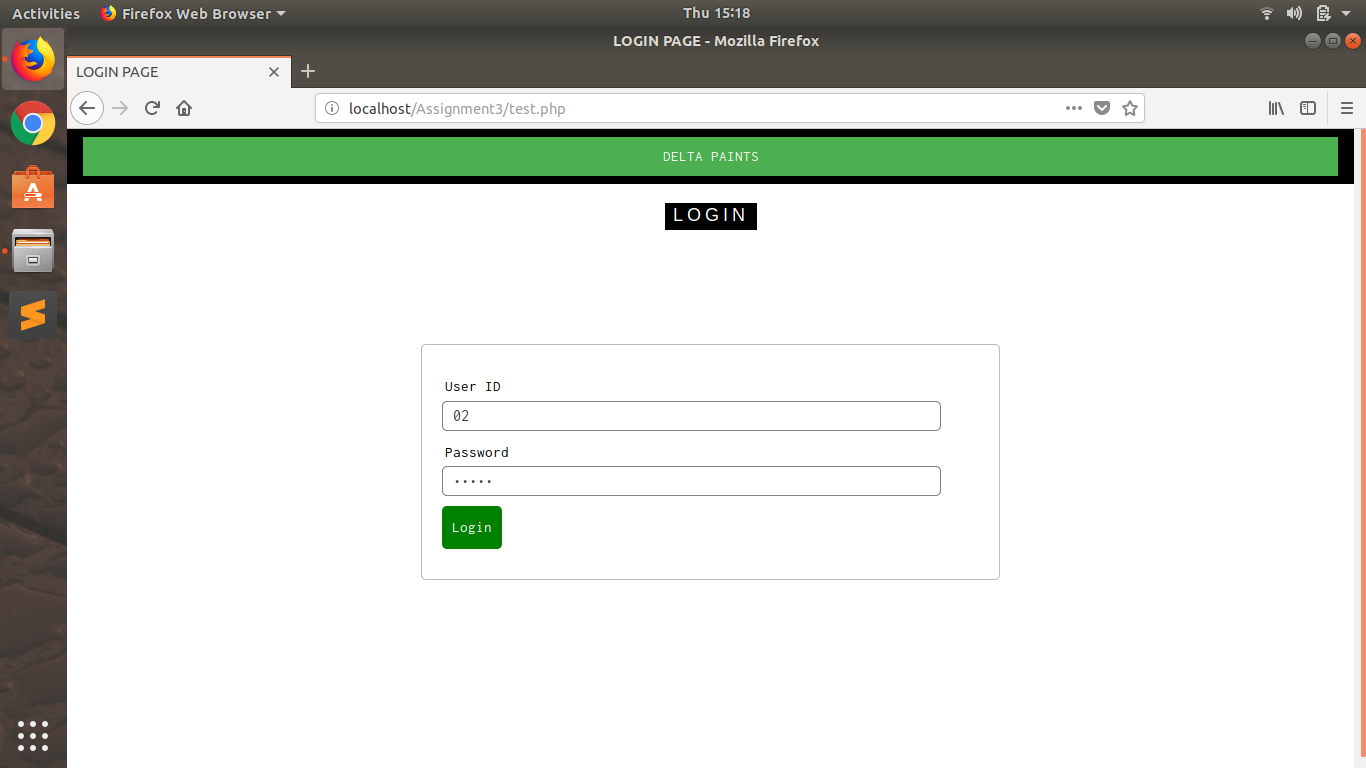 Activities Firefox Web Browser Thu 15:18
LOGIN PAGE - Mozilla Firefox
LOGIN PAGE
localhost/Assignment3/test.php
DELTA PAINTS
LOGIN
User ID
02
Password
•••••
Login